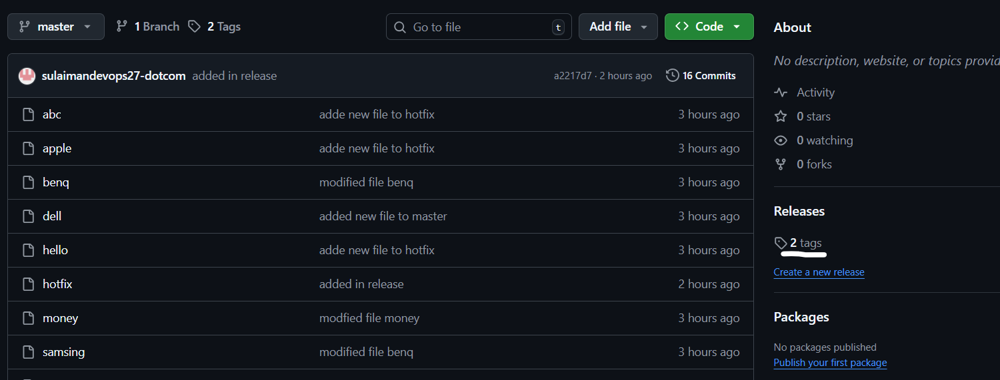 master 1 Branch 2 Tags Go to file t Add file Code
sulaimandevops27-dotcom added in release a2217d7 · 2 hours ago 16 Commits
abc adde new file to hotfix 3 hours ago
apple adde new file to hotfix 3 hours ago
benq modified file benq 3 hours ago
dell added new file to master 3 hours ago
hello adde new file to hotfix 3 hours ago
hotfix added in release 2 hours ago
money modfied file money 3 hours ago
samsing modified file benq 3 hours ago
About
No description, website, or topics provid
Activity
0 stars
0 watching
0 forks
Releases
2 tags
Create a new release
Packages
No packages published
Publish your first package